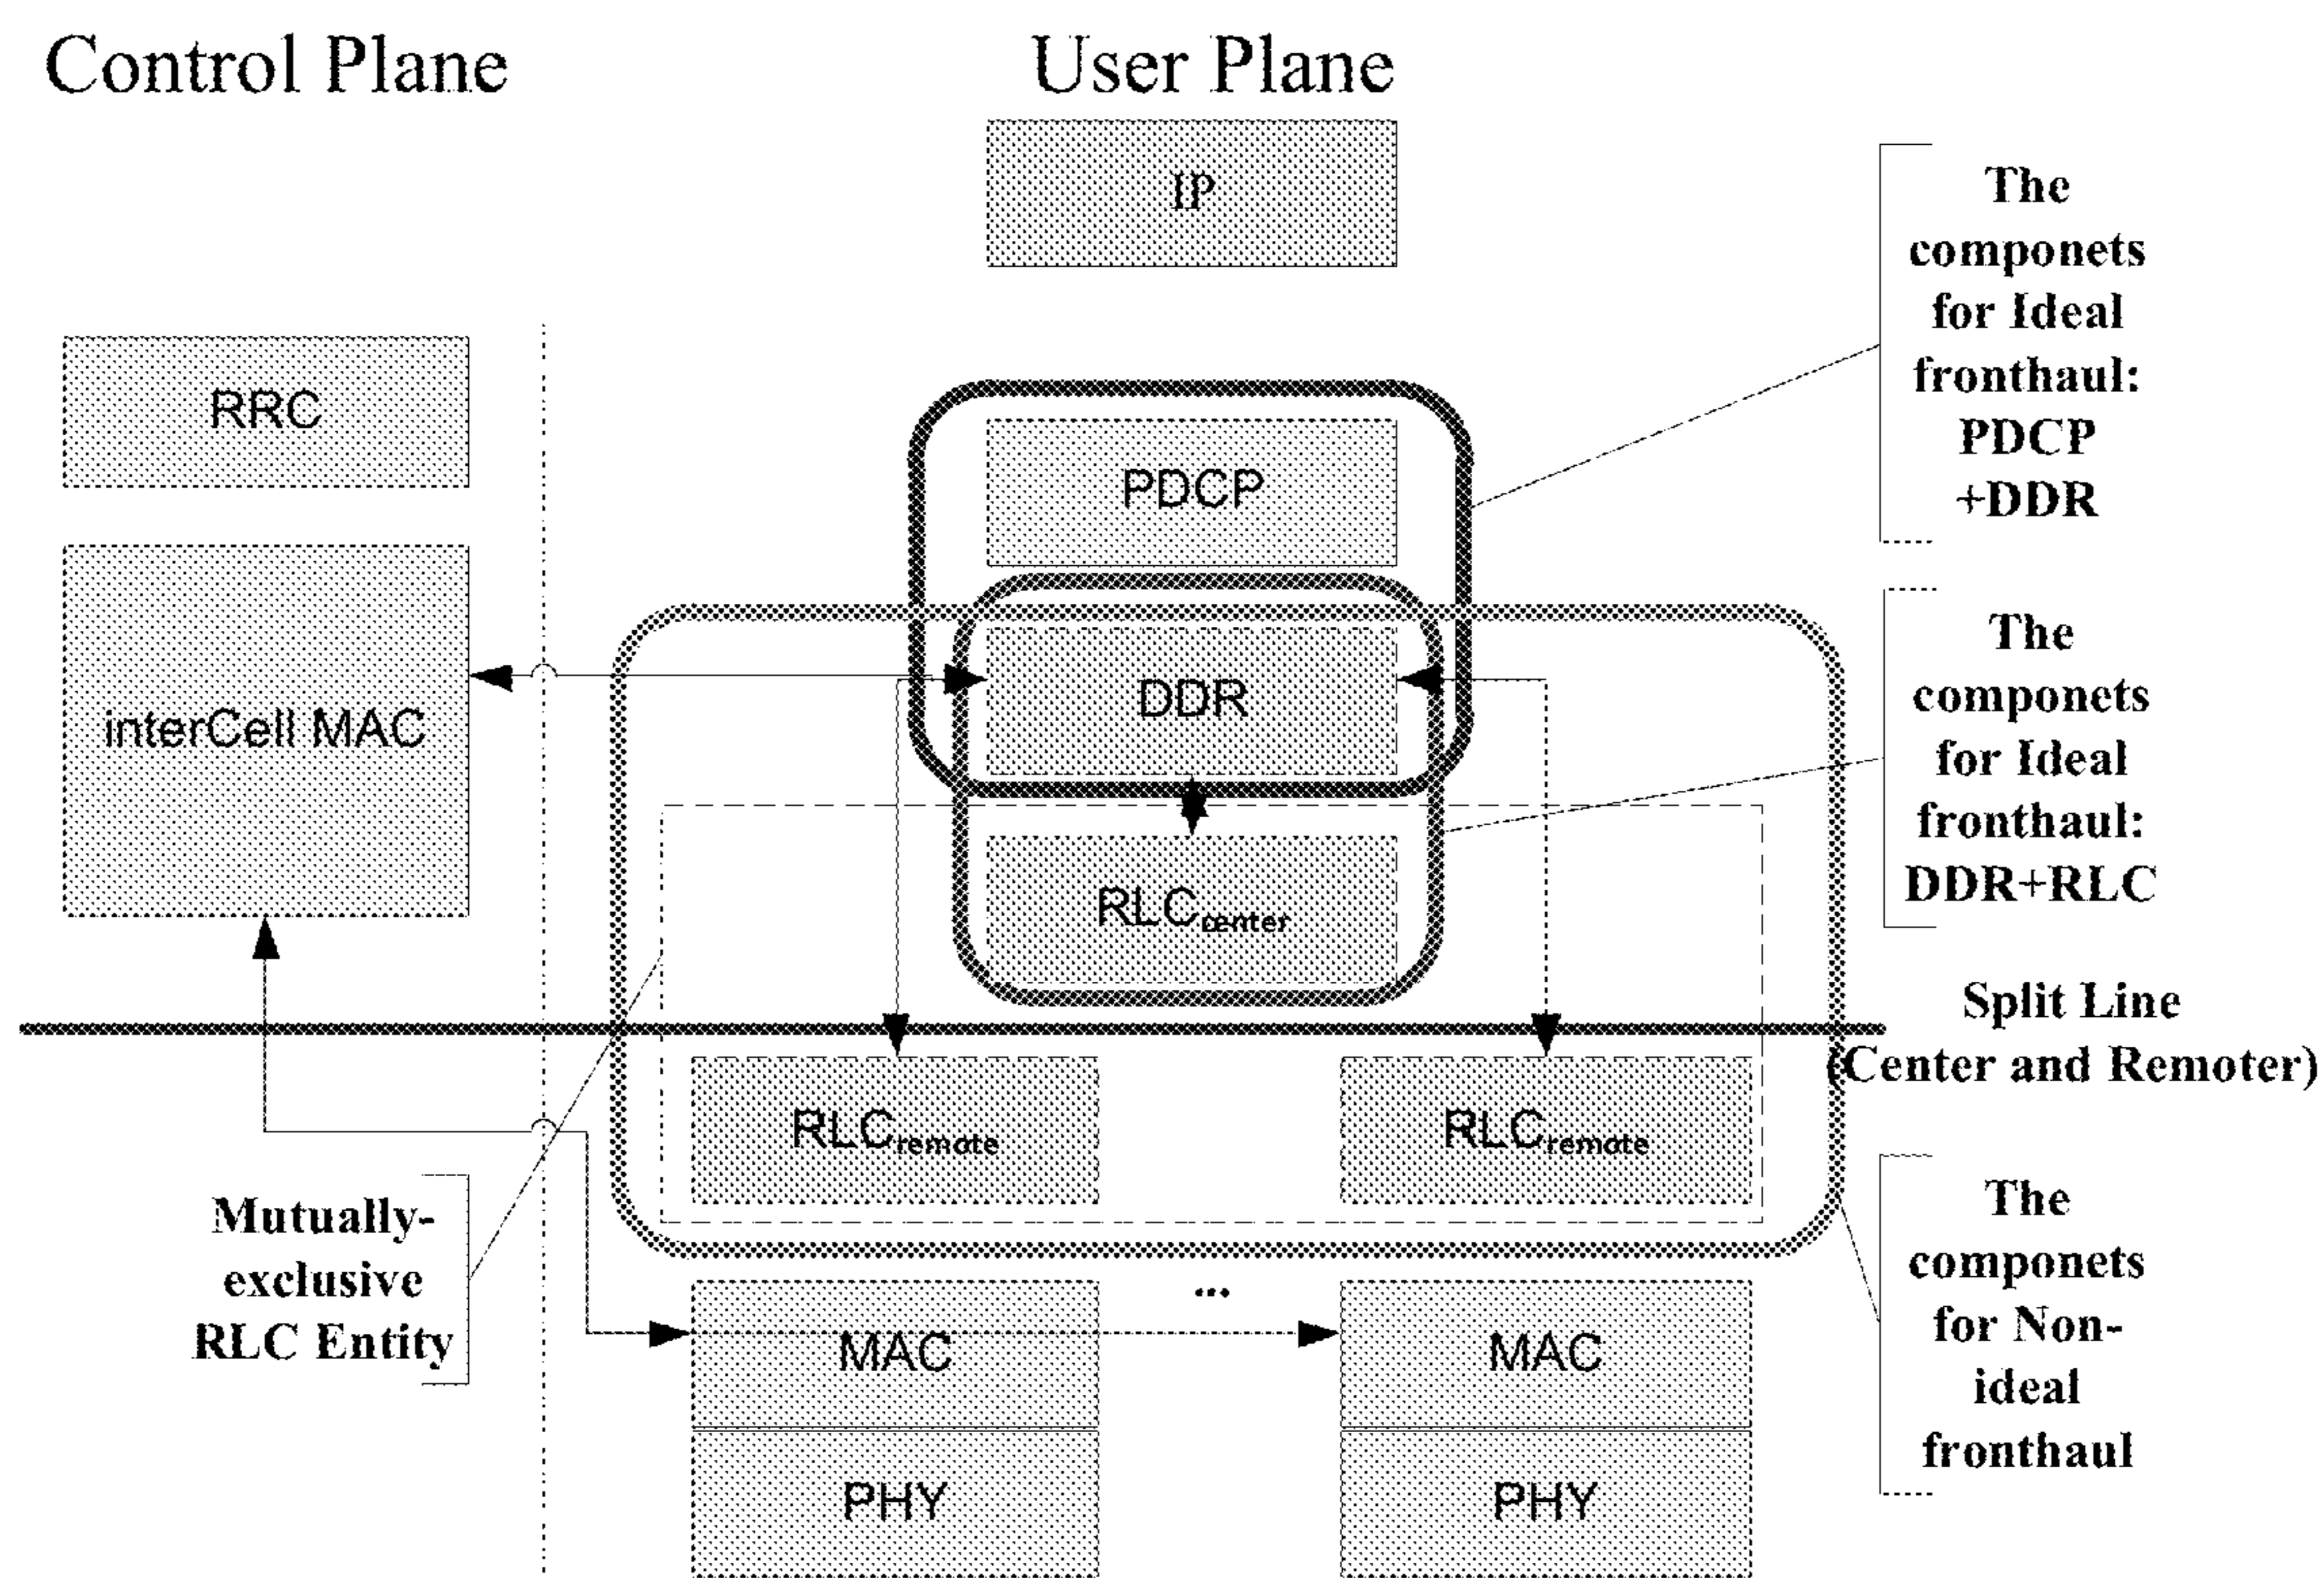 Control Plane
User Plane
IP
RRC
interCell MAC
PDCP
DDR
RLCcenter
RLCremote
RLCremote
...
MAC
MAC
PHY
PHY
The
componets
for Ideal
fronthaul:
PDCP
+DDR
The
componets
for Ideal
fronthaul:
DDR+RLC
Split Line
(Center and Remoter)
Mutually-
exclusive
RLC Entity
The
componets
for Non-
ideal
fronthaul